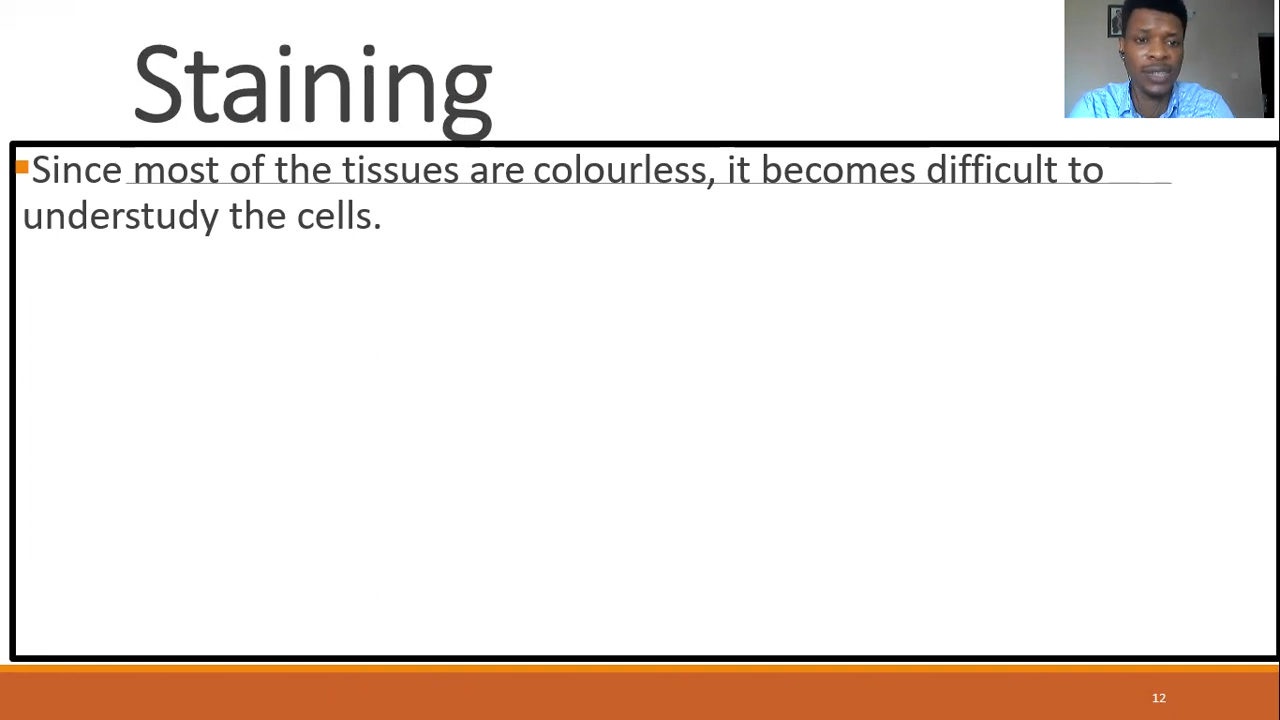 Staining
Since most of the tissues are colourless, it becomes difficult to
understudy the cells.
12